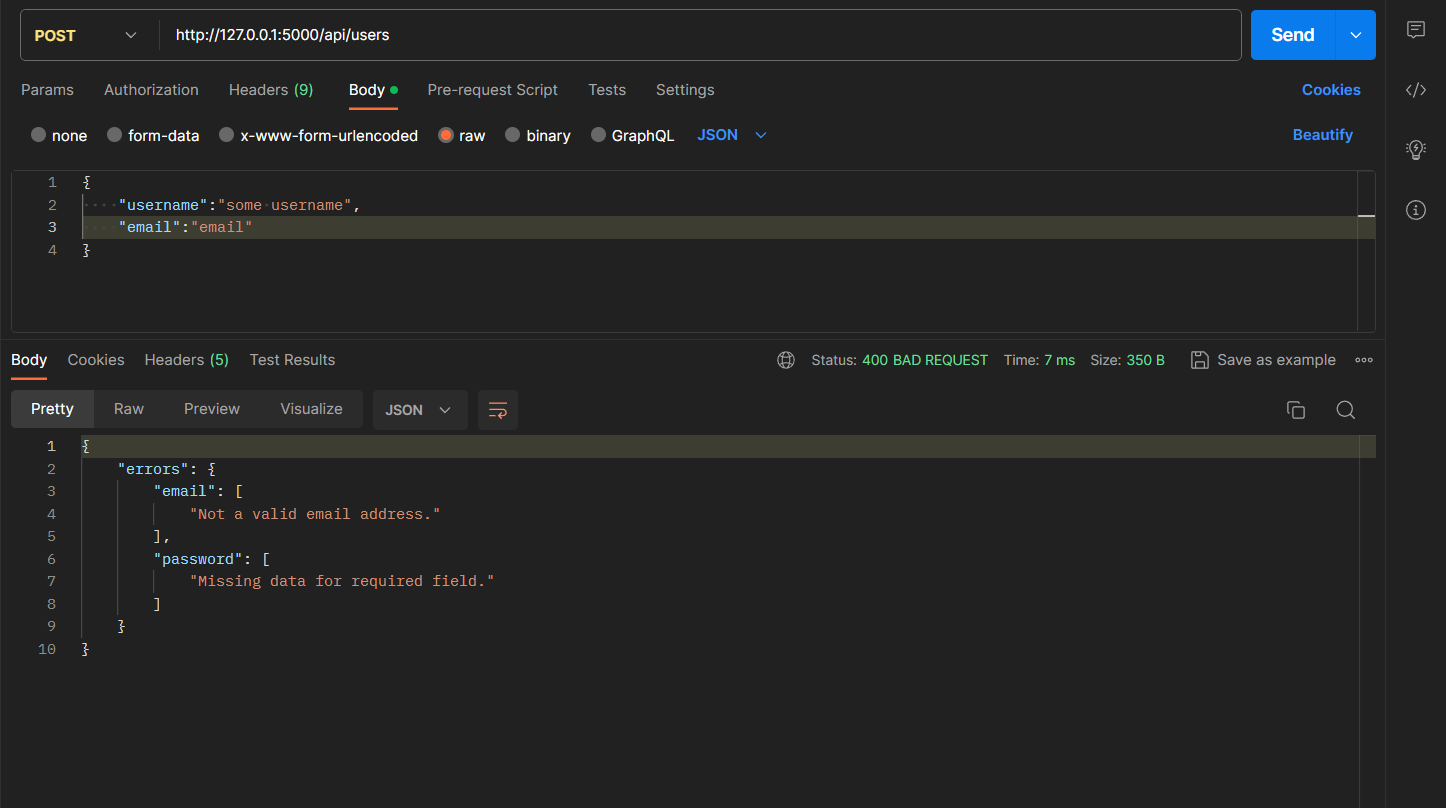 POST http://127.0.0.1:5000/api/users Send
Params Authorization Headers (9) Body Pre-request Script Tests Settings Cookies
none form-data x-www-form-urlencoded raw binary GraphQL JSON Beautify
1 {
2 "username":"some username",
3 "email":"email"
4 }
Body Cookies Headers (5) Test Results Status: 400 BAD REQUEST Time: 7 ms Size: 350 B Save as example
Pretty Raw Preview Visualize JSON
1 {
2 "errors": {
3 "email": [
4 "Not a valid email address."
5 ],
6 "password": [
7 "Missing data for required field."
8 ]
9 }
10 }